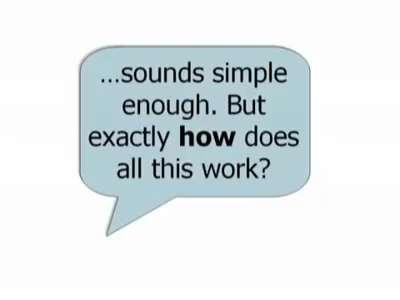 ...sounds simple
enough. But
exactly how does
all this work?